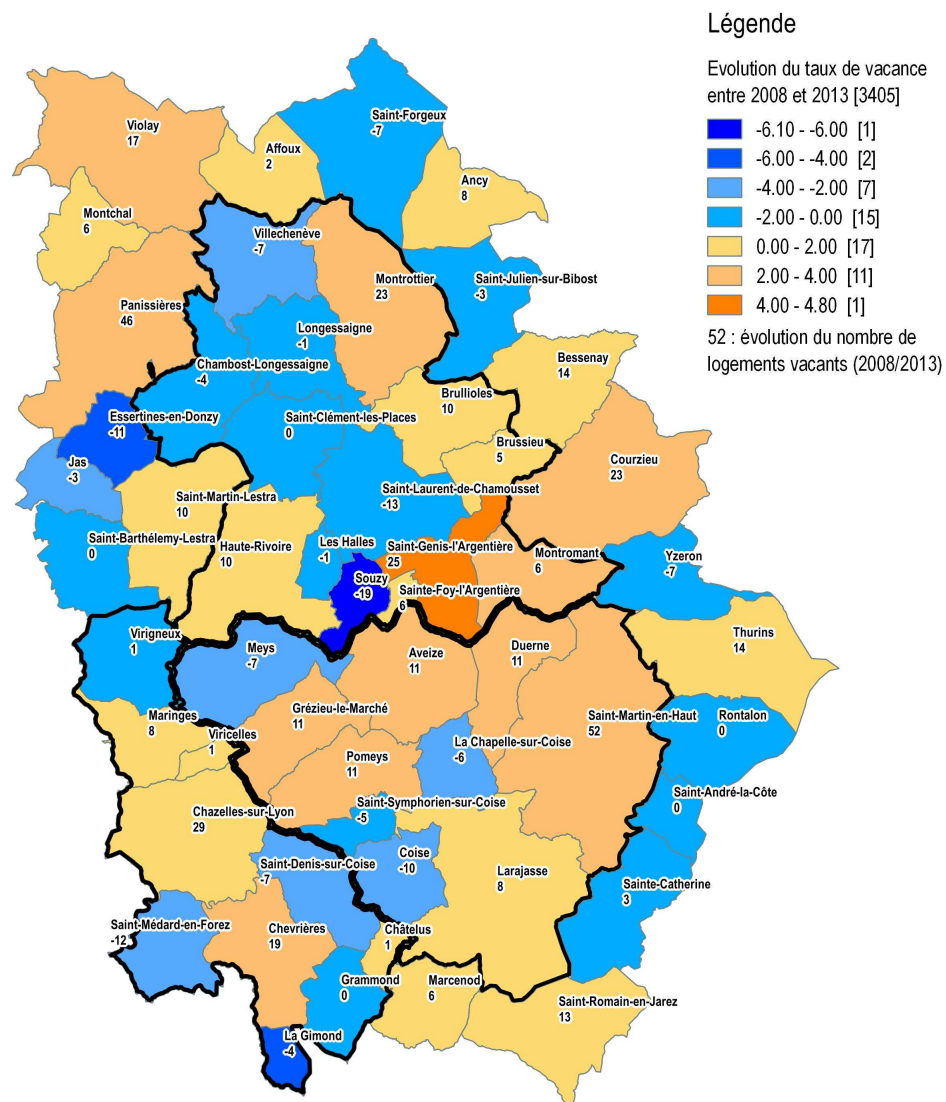 Légende
Evolution du taux de vacance
entre 2008 et 2013 [3405]
-6.10 - -6.00 [1]
-6.00 - -4.00 [2]
-4.00 - -2.00 [7]
-2.00 - 0.00 [15]
0.00 - 2.00 [17]
2.00 - 4.00 [11]
4.00 - 4.80 [1]
52 : évolution du nombre de
logements vacants (2008/2013)
Violay
17
Saint-Forgeux
-7
Affoux
2
Ancy
8
Montchal
6
Villechenève
-7
Montrottier
23
Saint-Julien-sur-Bibost
-3
Panissières
46
Longessaigne
-1
Chambost-Longessaigne
-4
Bessenay
14
Brullioles
10
Essertines-en-Donzy
-11
Saint-Clément-les-Places
0
Brussieu
5
Courzieu
23
Jas
-3
Saint-Martin-Lestra
10
Saint-Laurent-de-Chamousset
-13
Saint-Barthélemy-Lestra
0
Haute-Rivoire
10
Les Halles
-1
Saint-Genis-l'Argentière
25
Montromant
6
Yzeron
-7
Souzy
-19
Sainte-Foy-l'Argentière
6
Virigneux
1
Meys
-7
Aveize
11
Duerne
11
Thurins
14
Grézieu-le-Marché
11
Maringes
8
Viricelles
1
Saint-Martin-en-Haut
52
Rontalon
0
La Chapelle-sur-Coise
-6
Pomeys
11
Saint-André-la-Côte
0
Chazelles-sur-Lyon
29
Saint-Symphorien-sur-Coise
-5
Saint-Denis-sur-Coise
-7
Coise
-10
Larajasse
8
Sainte-Catherine
3
Saint-Médard-en-Forez
-12
Chevrières
19
Châtelus
1
Grammond
0
Marcenod
6
Saint-Romain-en-Jarez
13
La Gimond
-4